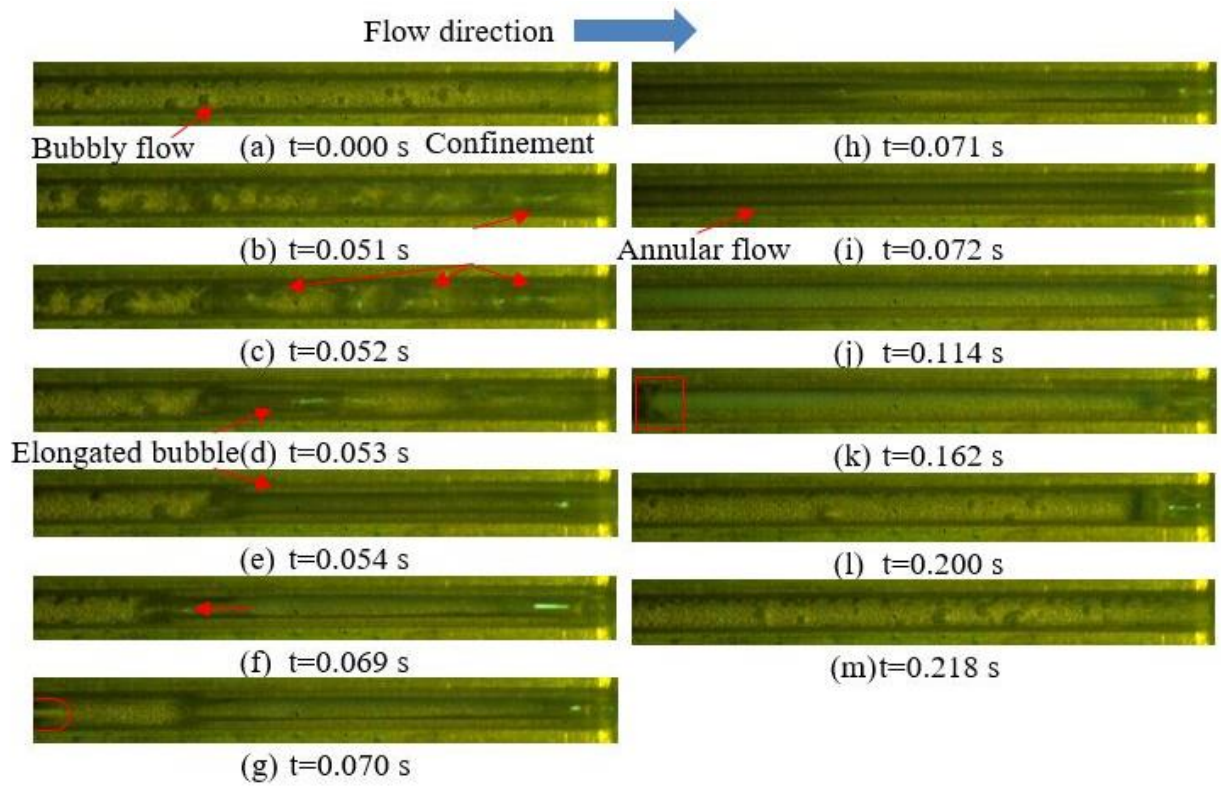 Flow direction
Bubbly flow
(a) t=0.000 s
Confinement
(b) t=0.051 s
(c) t=0.052 s
Elongated bubble
(d) t=0.053 s
(e) t=0.054 s
(f) t=0.069 s
(g) t=0.070 s
(h) t=0.071 s
Annular flow
(i) t=0.072 s
(j) t=0.114 s
(k) t=0.162 s
(l) t=0.200 s
(m)t=0.218 s